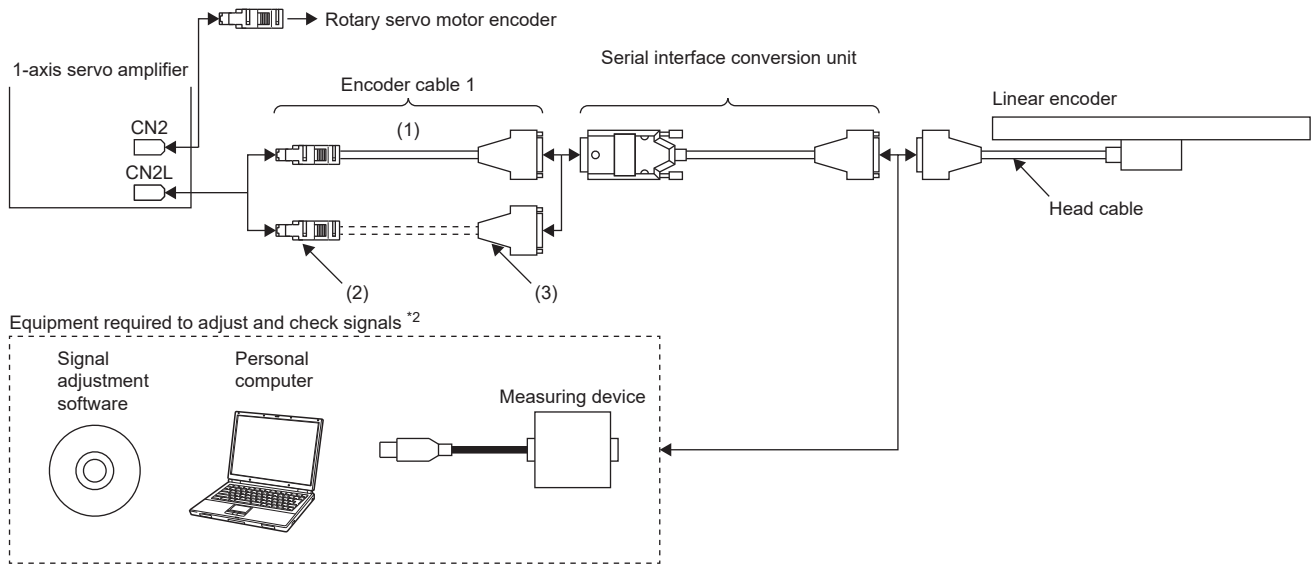 Rotary servo motor encoder
1-axis servo amplifier
CN2
CN2L
Encoder cable 1
(1)
(2)
(3)
Serial interface conversion unit
Linear encoder
Head cable
Equipment required to adjust and check signals *2
Signal
adjustment
software
Personal
computer
Measuring device